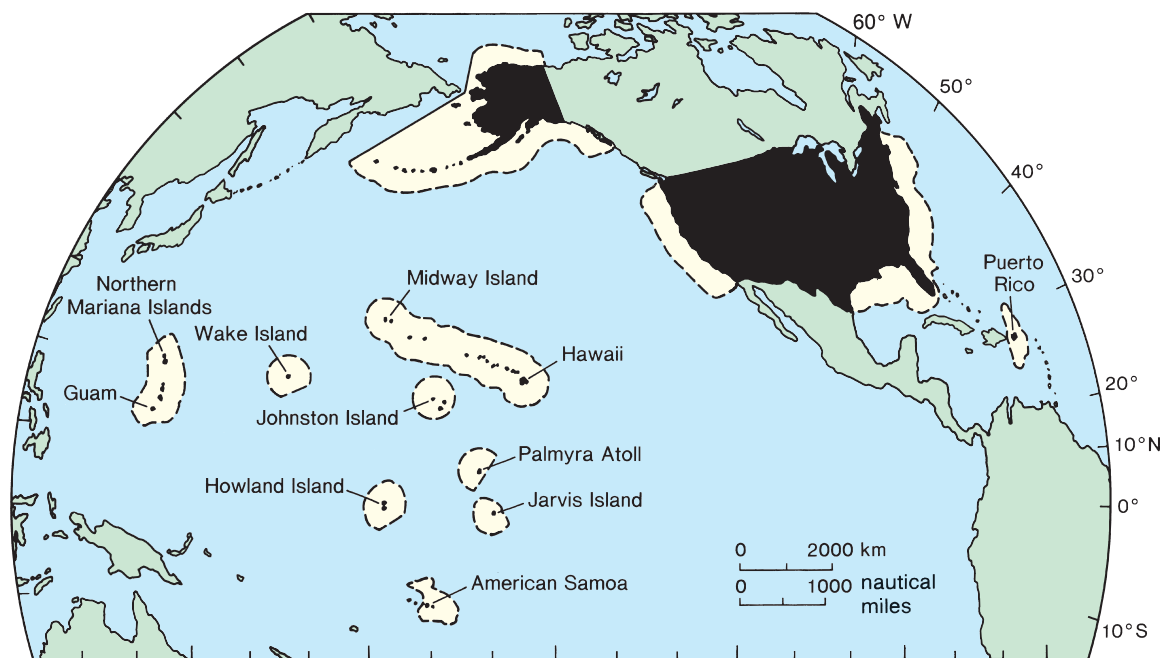 60° W
50°
40°
30°
20°
10°N
0°
10°S
Northern
Mariana Islands
Guam
Wake Island
Midway Island
Hawaii
Johnston Island
Palmyra Atoll
Howland Island
Jarvis Island
American Samoa
Puerto
Rico
0 2000 km
0 1000 nautical
miles